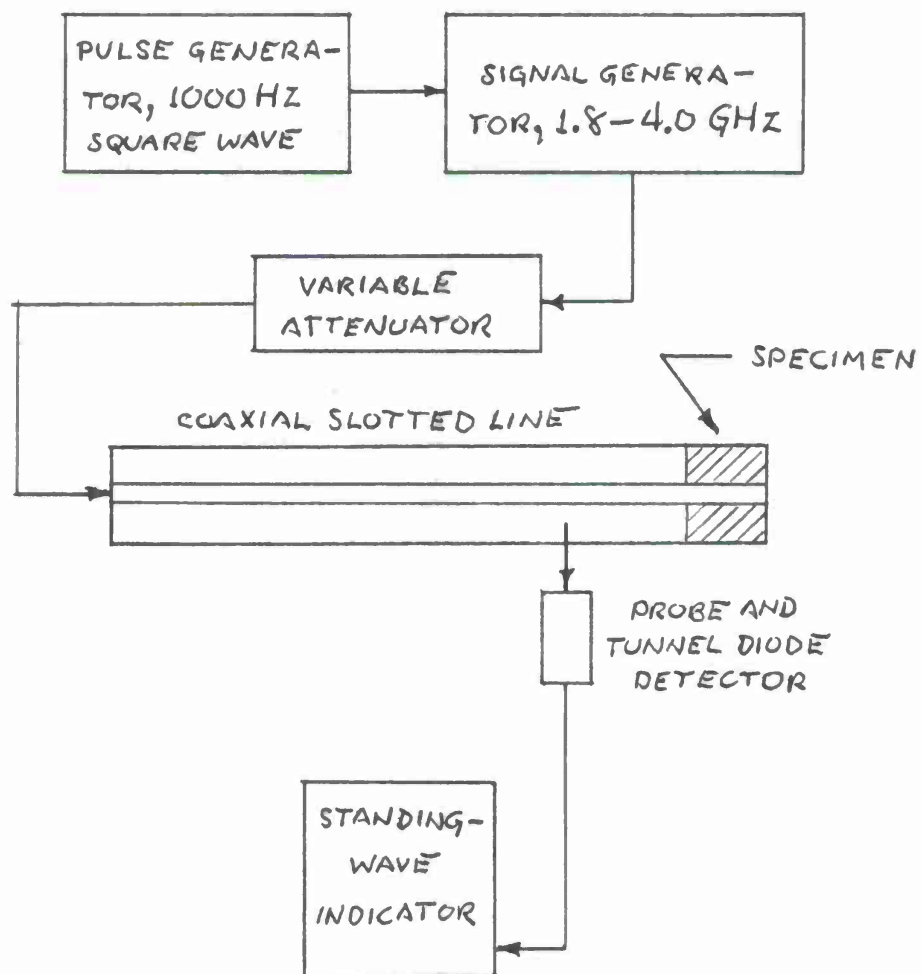 PULSE GENERA-
TOR, 1000 HZ
SQUARE WAVE
SIGNAL GENERA-
TOR, 1.8-4.0 GHZ
VARIABLE
ATTENUATOR
SPECIMEN
COAXIAL SLOTTED LINE
PROBE AND
TUNNEL DIODE
DETECTOR
STANDING-
WAVE
INDICATOR